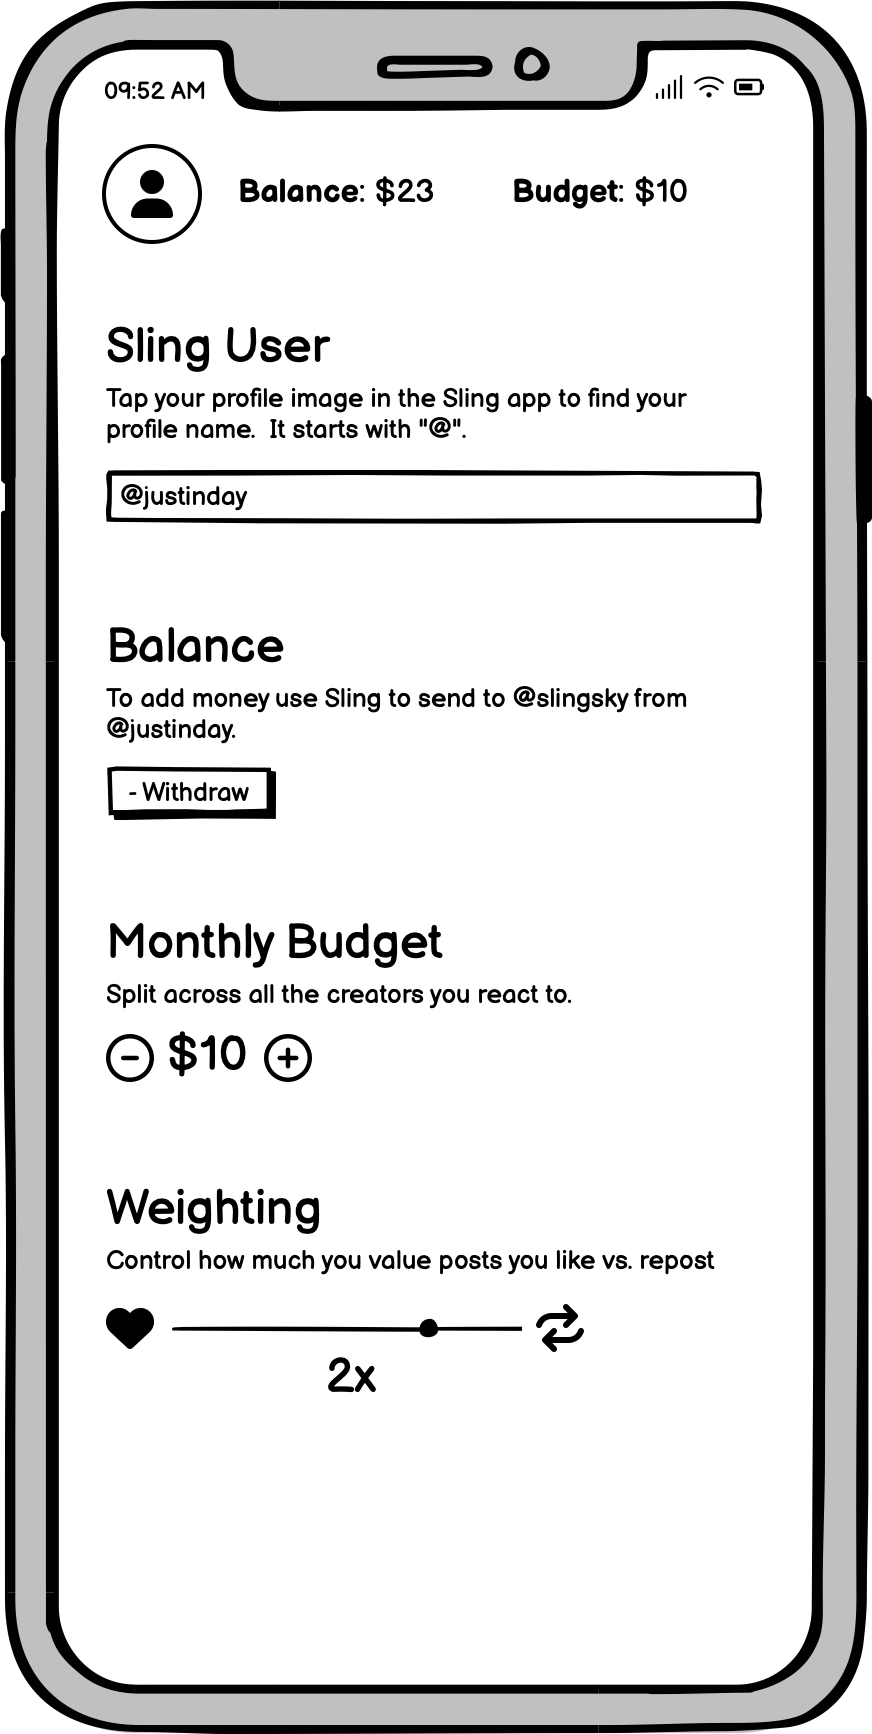 09:52 AM
Balance: $23 Budget: $10
Sling User
Tap your profile image in the Sling app to find your
profile name. It starts with "@".
@justinday
Balance
To add money use Sling to send to @slingsky from
@justinday.
- Withdraw
Monthly Budget
Split across all the creators you react to.
$10
Weighting
Control how much you value posts you like vs. repost
2x